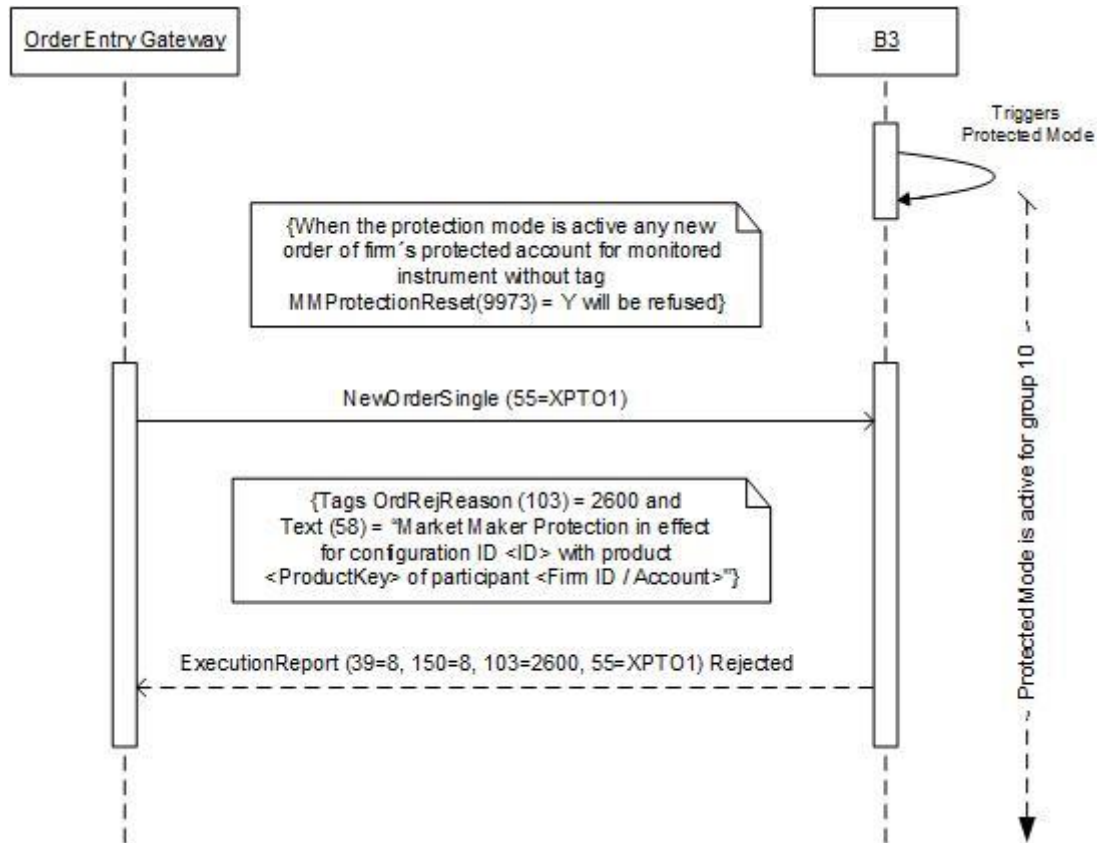 Order Entry Gateway
B3
Triggers
Protected Mode
{When the protection mode is active any new
order of firm´s protected account for monitored
instrument without tag
MMProtectionReset(9973) = Y will be refused}
NewOrderSingle (55=XPTO1)
{Tags OrdRejReason (103) = 2600 and
Text (58) = “Market Maker Protection in effect
for configuration ID <ID> with product
<ProductKey> of participant <Firm ID / Account>”}
ExecutionReport (39=8, 150=8, 103=2600, 55=XPTO1) Rejected
Protected Mode is active for group 10